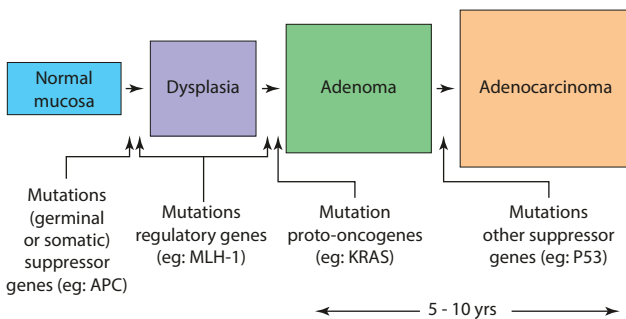 Normal
mucosa
Dysplasia
Adenoma
Adenocarcinoma
Mutations
(germinal
or somatic)
suppressor
genes (eg: APC)
Mutations
regulatory genes
(eg: MLH-1)
Mutation
proto-oncogenes
(eg: KRAS)
Mutations
other suppressor
genes (eg: P53)
5 - 10 yrs